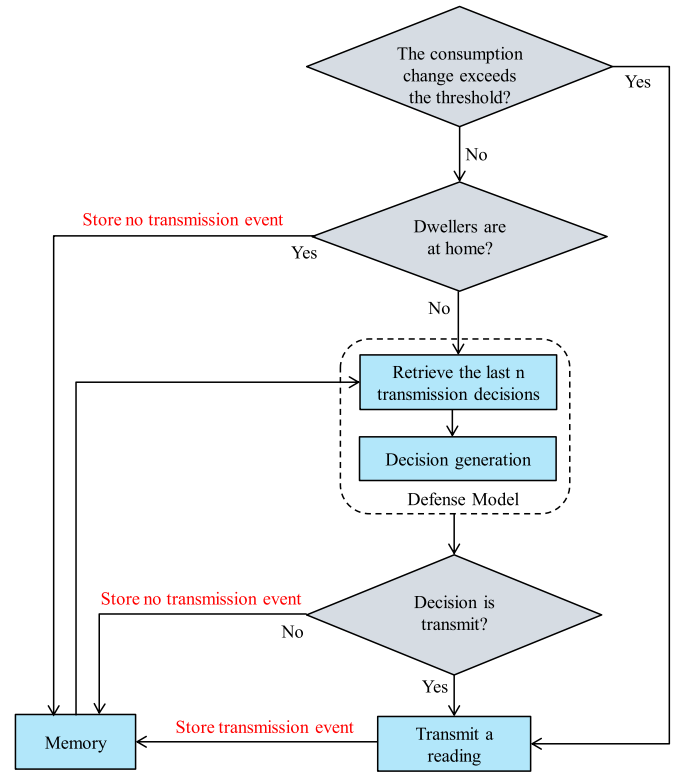 The consumption
change exceeds
the threshold?
Yes
No
Store no transmission event
Dwellers are
at home?
Yes
No
Retrieve the last n
transmission decisions
Decision generation
Defense Model
Store no transmission event
Decision is
transmit?
No
Yes
Store transmission event
Memory
Transmit a
reading